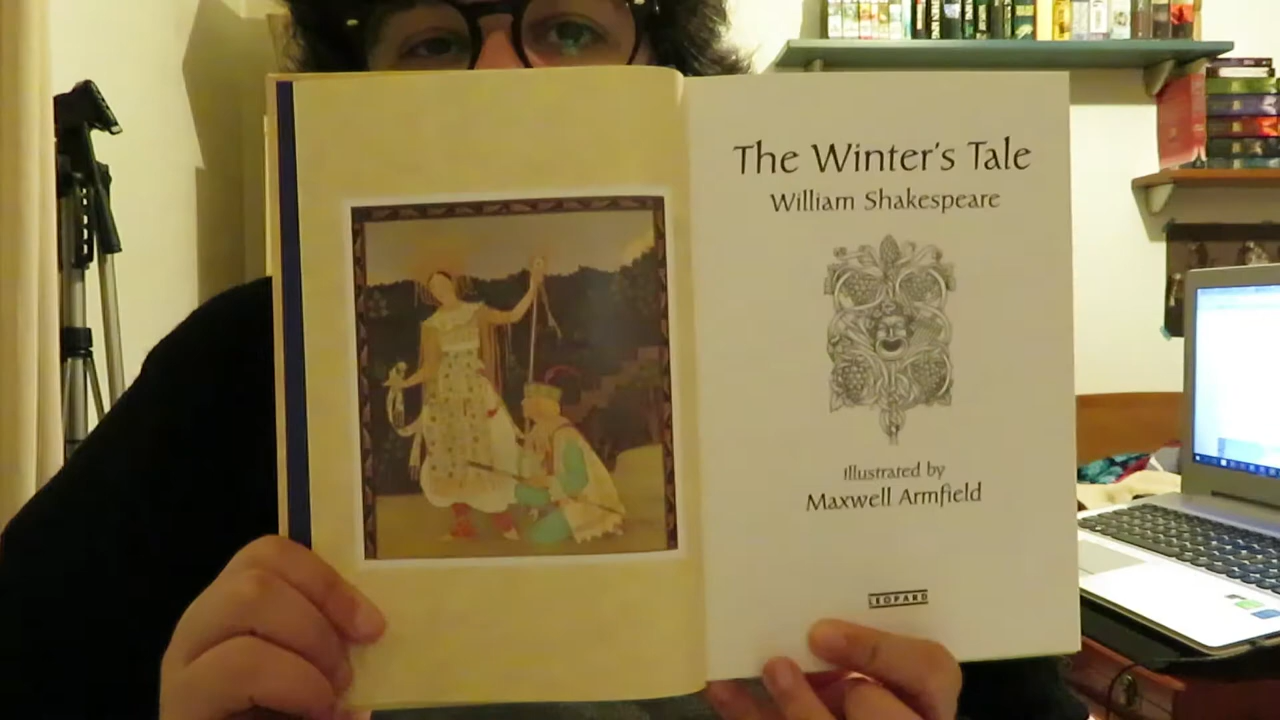 The Winter's Tale
William Shakespeare
Illustrated by
Maxwell Armfield
LEOPARD